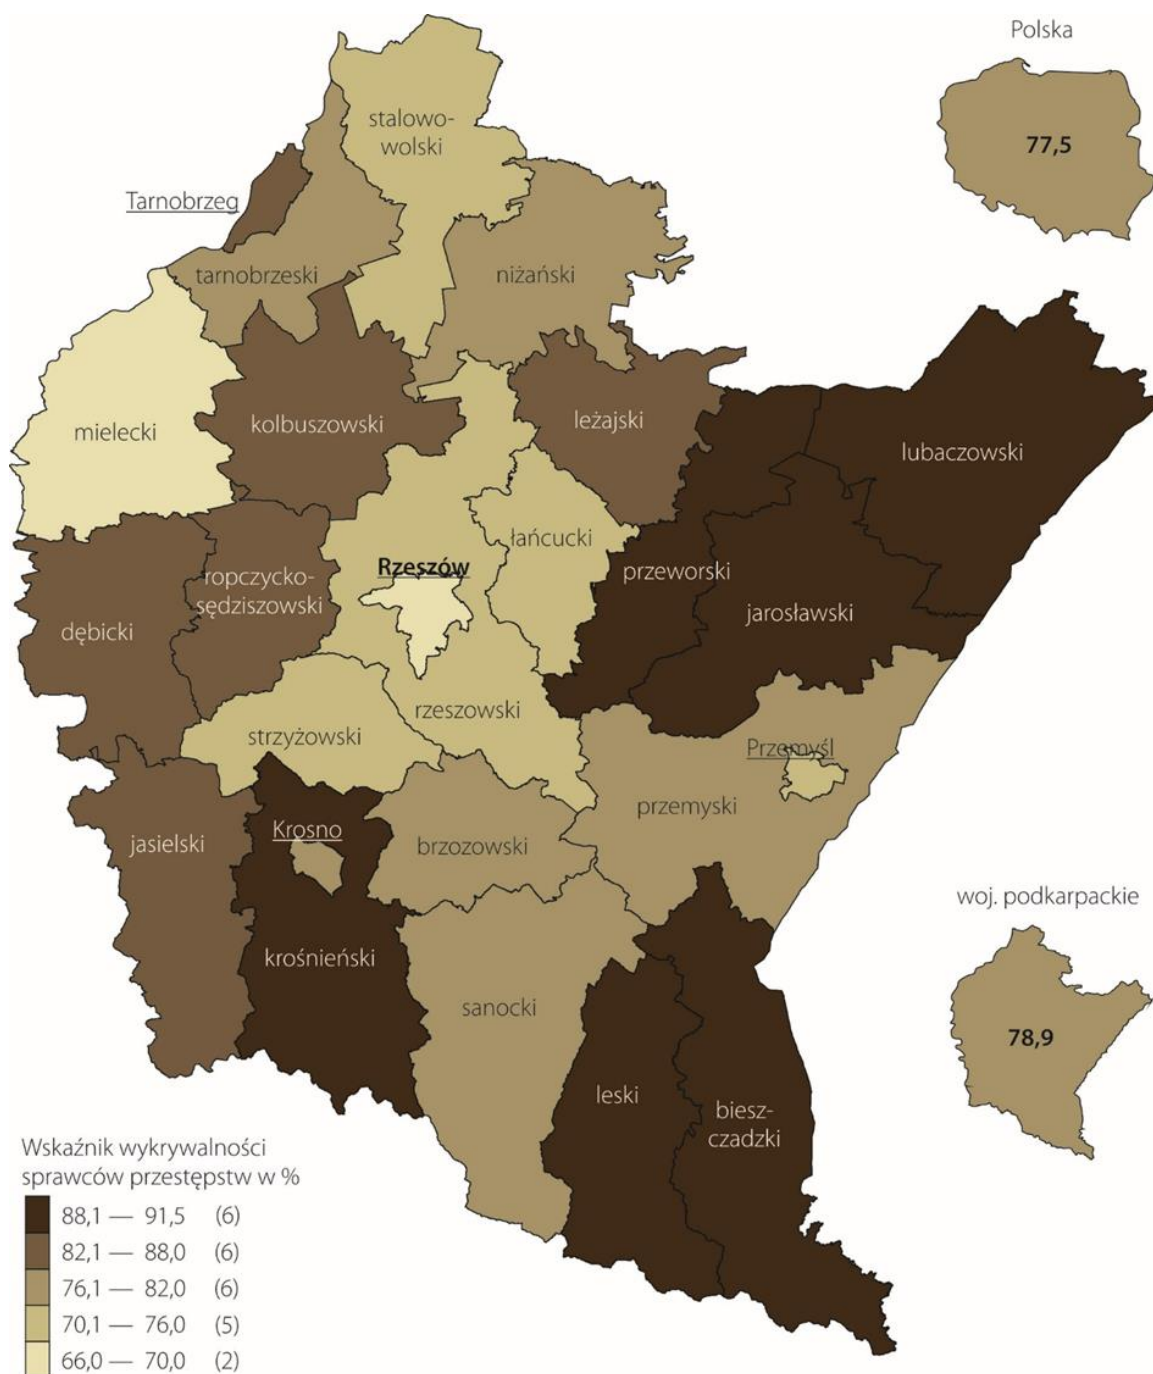 Polska
77,5
stalowo-
wolski
Tarnobrzeg
tarnobrzeski
niżański
mielecki
kolbuszowski
leżajski
lubaczowski
łańcucki
Rzeszów
przeworski
ropczycko-
sędziszowski
jarosławski
dębicki
rzeszowski
strzyżowski
Przemyśl
przemyski
Krosno
jasielski
brzozowski
woj. podkarpackie
78,9
krośnieński
sanocki
leski
biesz-
czadzki
Wskaźnik wykrywalności
sprawców przestępstw w %
88,1 — 91,5 (6)
82,1 — 88,0 (6)
76,1 — 82,0 (6)
70,1 — 76,0 (5)
66,0 — 70,0 (2)